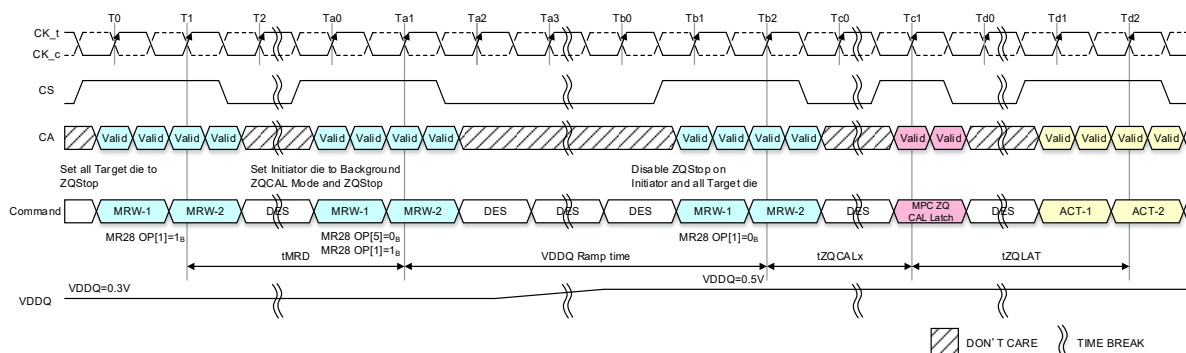 T0 T1 T2 Ta0 Ta1 Ta2 Ta3 Tb0 Tb1 Tb2 Tc0 Tc1 Td0 Td1 Td2
CK_t
CK_c
CS
CA Valid Valid Valid Valid Valid Valid Valid Valid Valid Valid Valid Valid Valid Valid Valid Valid Valid Valid
Set all Target die to
ZQStop
Set Initiator die to Background
ZQCAL Mode and ZQStop
Disable ZQStop on
Initiator and all Target die
Command MRW-1 MRW-2 DES MRW-1 MRW-2 DES DES DES MRW-1 MRW-2 DES MPC ZQ
CAL Latch DES ACT-1 ACT-2
MR28 OP[1]=1B
MR28 OP[5]=0B
MR28 OP[1]=1B
MR28 OP[1]=0B
tMRD VDDQ Ramp time tZQCALx tZQLAT
VDDQ VDDQ=0.3V VDDQ=0.5V
DON'T CARE TIME BREAK